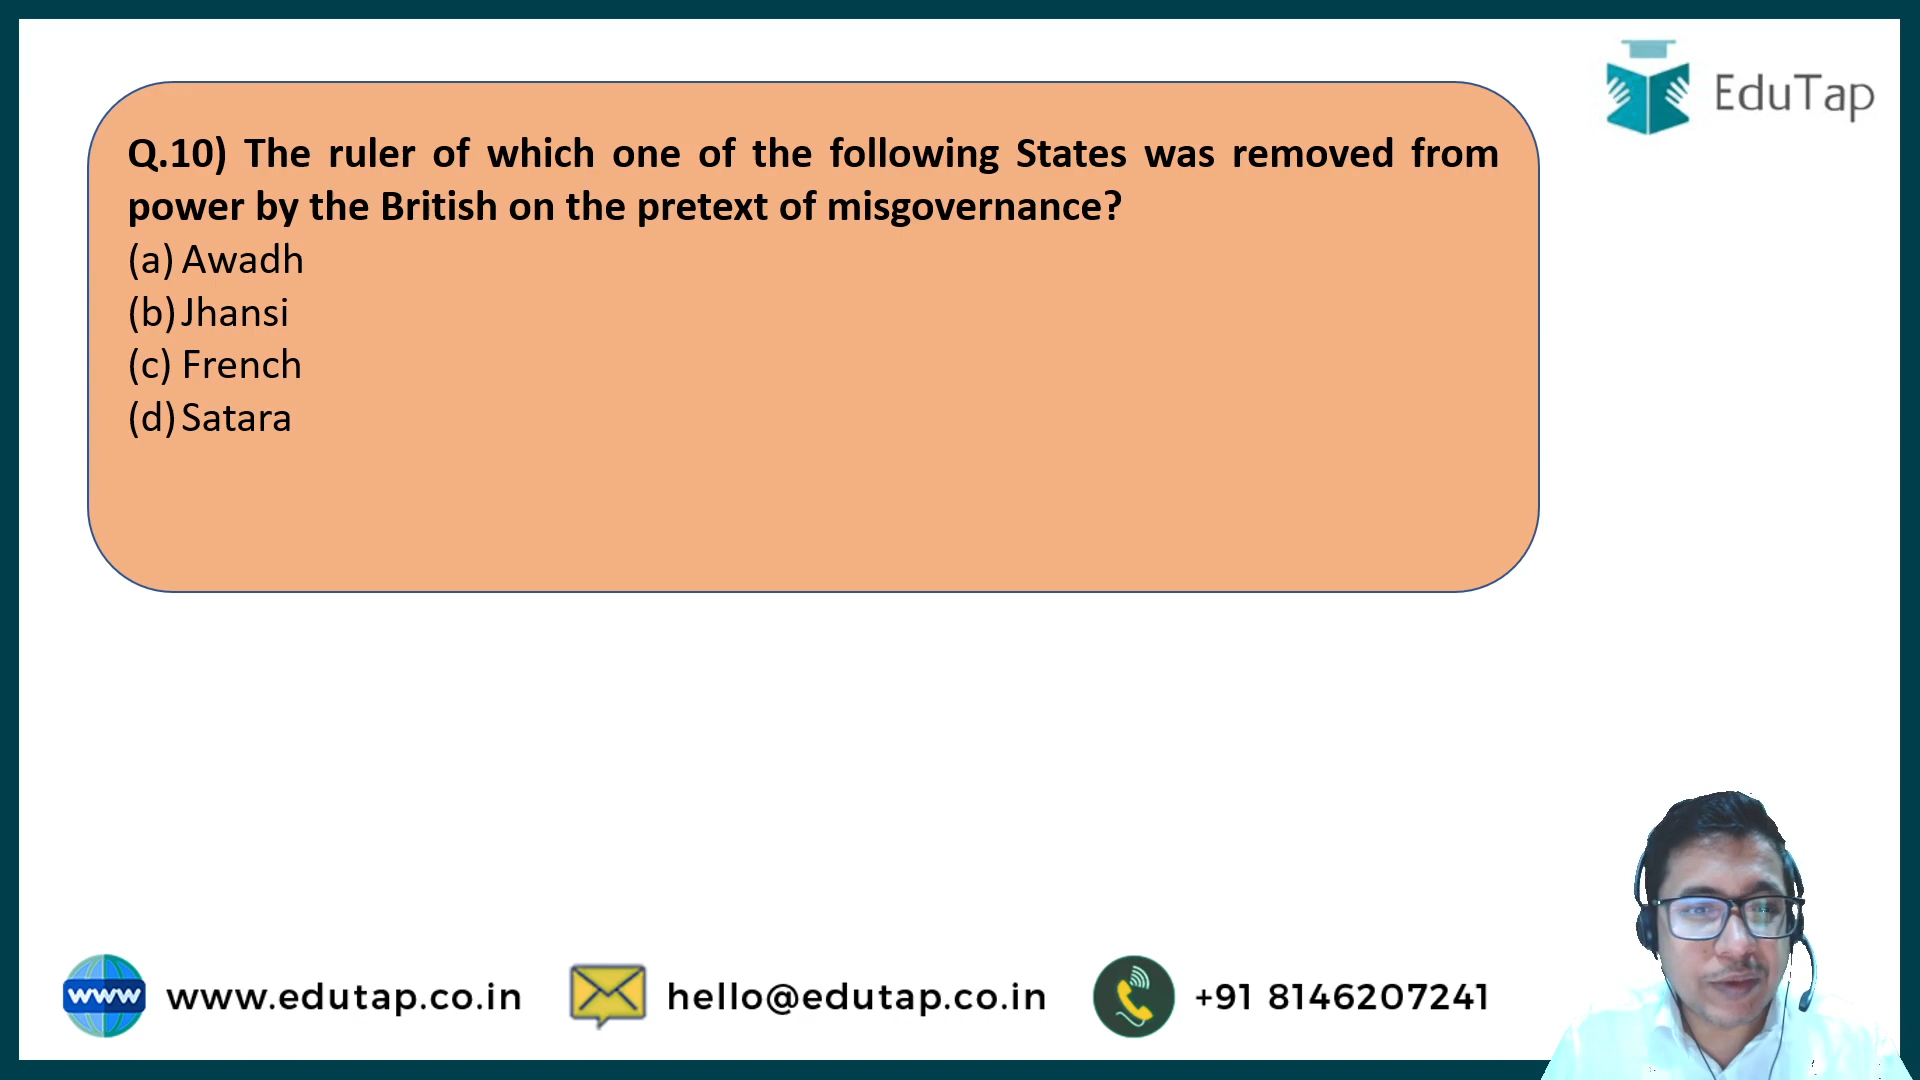 EduTap
Q.10) The ruler of which one of the following States was removed from
power by the British on the pretext of misgovernance?
(a) Awadh
(b) Jhansi
(c) French
(d) Satara
www www.edutap.co.in hello@edutap.co.in +91 8146207241